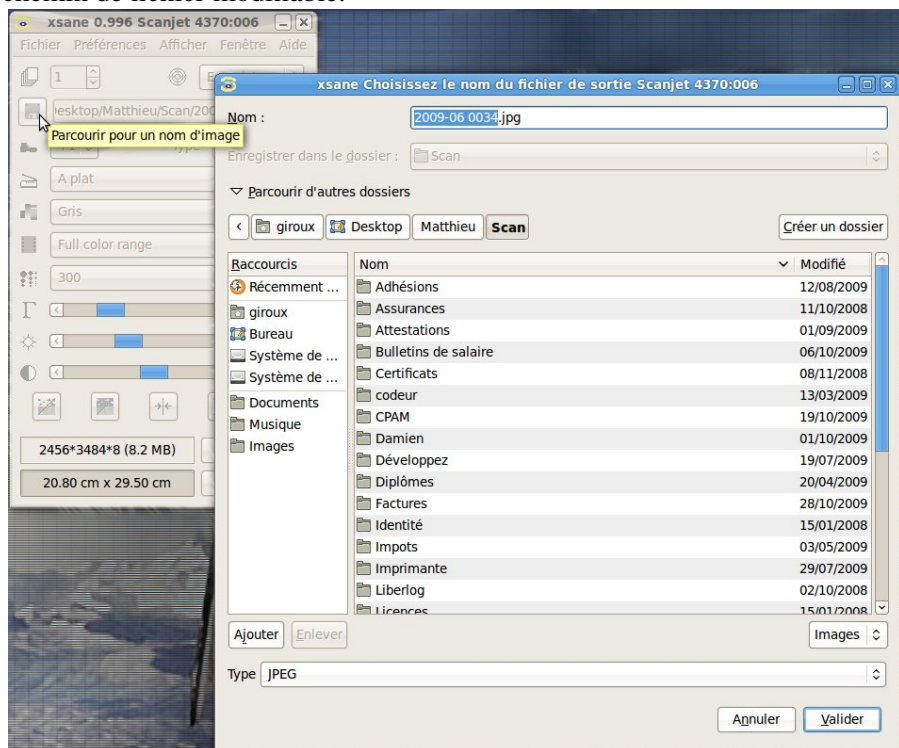 xsane 0.996 Scanjet 4370:006
Fichier Préférences Afficher Fenêtre Aide
1
esktop/Matthieu/Scan/200
Parcourir pour un nom d'image
Type
A plat
Gris
Full color range
300
2456*3484*8 (8.2 MB)
20.80 cm x 29.50 cm
xsane Choisissez le nom du fichier de sortie Scanjet 4370:006
Nom : 2009-06 0034.jpg
Enregistrer dans le dossier : Scan
Parcourir d'autres dossiers
giroux Desktop Matthieu Scan Créer un dossier
Raccourcis
Récemment ...
giroux
Bureau
Système de ...
Système de ...
Documents
Musique
Images
Nom Modifié
Adhésions 12/08/2009
Assurances 11/10/2008
Attestations 01/09/2009
Bulletins de salaire 06/10/2009
Certificats 08/11/2008
codeur 13/03/2009
CPAM 19/10/2009
Damien 01/10/2009
Développez 19/07/2009
Diplômes 20/04/2009
Factures 28/10/2009
Identité 15/01/2008
Impots 03/05/2009
Imprimante 29/07/2009
Liberlog 02/10/2008
Licences 15/01/2008
Ajouter Enlever Images
Type JPEG
Annuler Valider